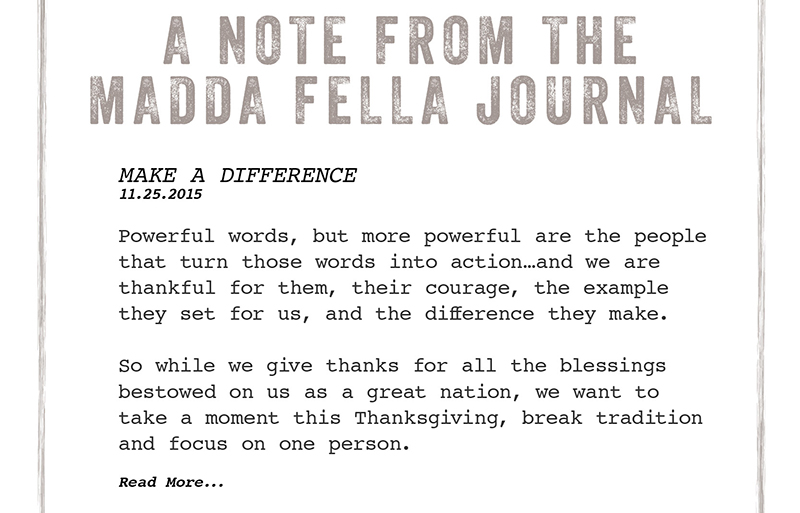 A NOTE FROM THE
MADDA FELLA JOURNAL
MAKE A DIFFERENCE
11.25.2015
Powerful words, but more powerful are the people
that turn those words into action…and we are
thankful for them, their courage, the example
they set for us, and the difference they make.
So while we give thanks for all the blessings
bestowed on us as a great nation, we want to
take a moment this Thanksgiving, break tradition
and focus on one person.
Read More...